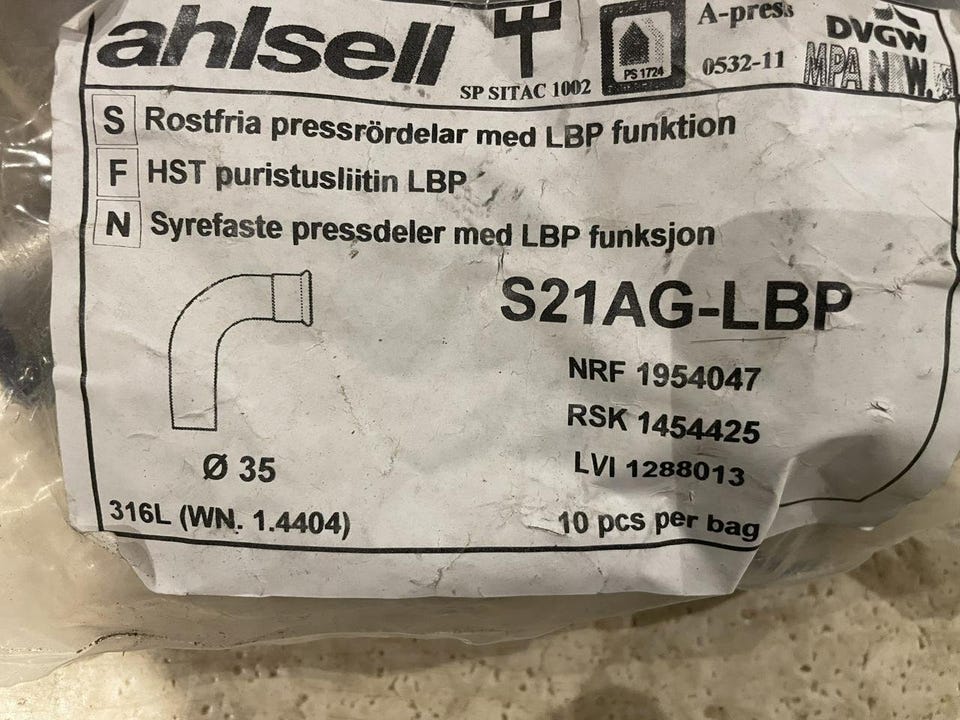 ahlsell
SP SITAC 1002
PS 1724
A-press
0532-11
DVGW
MPA NRW
S Rostfria pressrördelar med LBP funktion
F HST puristusliitin LBP
N Syrefaste pressdeler med LBP funksjon
S21AG-LBP
NRF 1954047
RSK 1454425
LVI 1288013
Ø 35
316L (WN. 1.4404)
10 pcs per bag